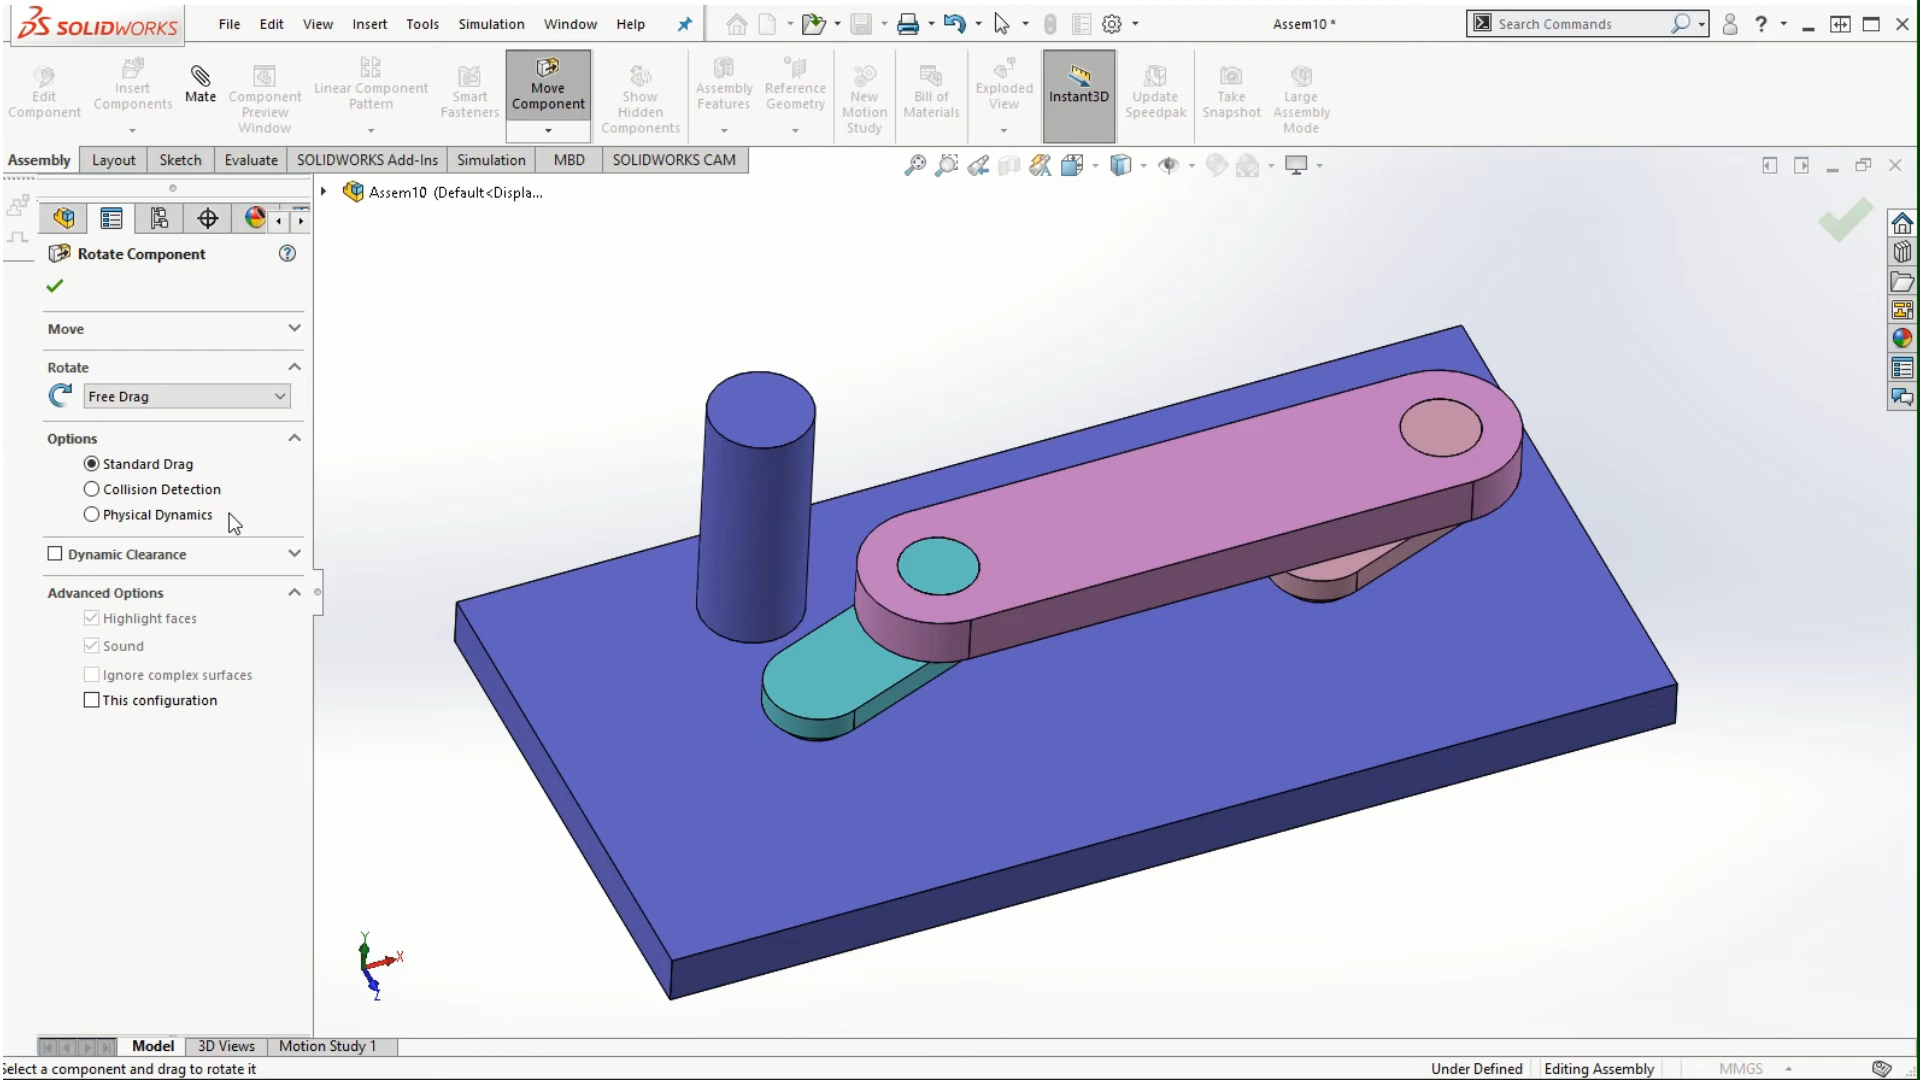 SOLIDWORKS File Edit View Insert Tools Simulation Window Help Assem10 * Search Commands ?
Edit Component
Insert Components
Mate
Component Preview Window
Linear Component Pattern
Smart Fasteners
Move Component
Show Hidden Components
Assembly Features
Reference Geometry
New Motion Study
Bill of Materials
Exploded View
Instant3D
Update Speedpak
Take Snapshot
Large Assembly Mode
Assembly Layout Sketch Evaluate SOLIDWORKS Add-Ins Simulation MBD SOLIDWORKS CAM
Assem10 (Default<Displa...
Rotate Component ?
Move
Rotate
Free Drag
Options
Standard Drag
Collision Detection
Physical Dynamics
Dynamic Clearance
Advanced Options
Highlight faces
Sound
Ignore complex surfaces
This configuration
Y
X
Z
Model 3D Views Motion Study 1
Select a component and drag to rotate it Under Defined Editing Assembly MMGS